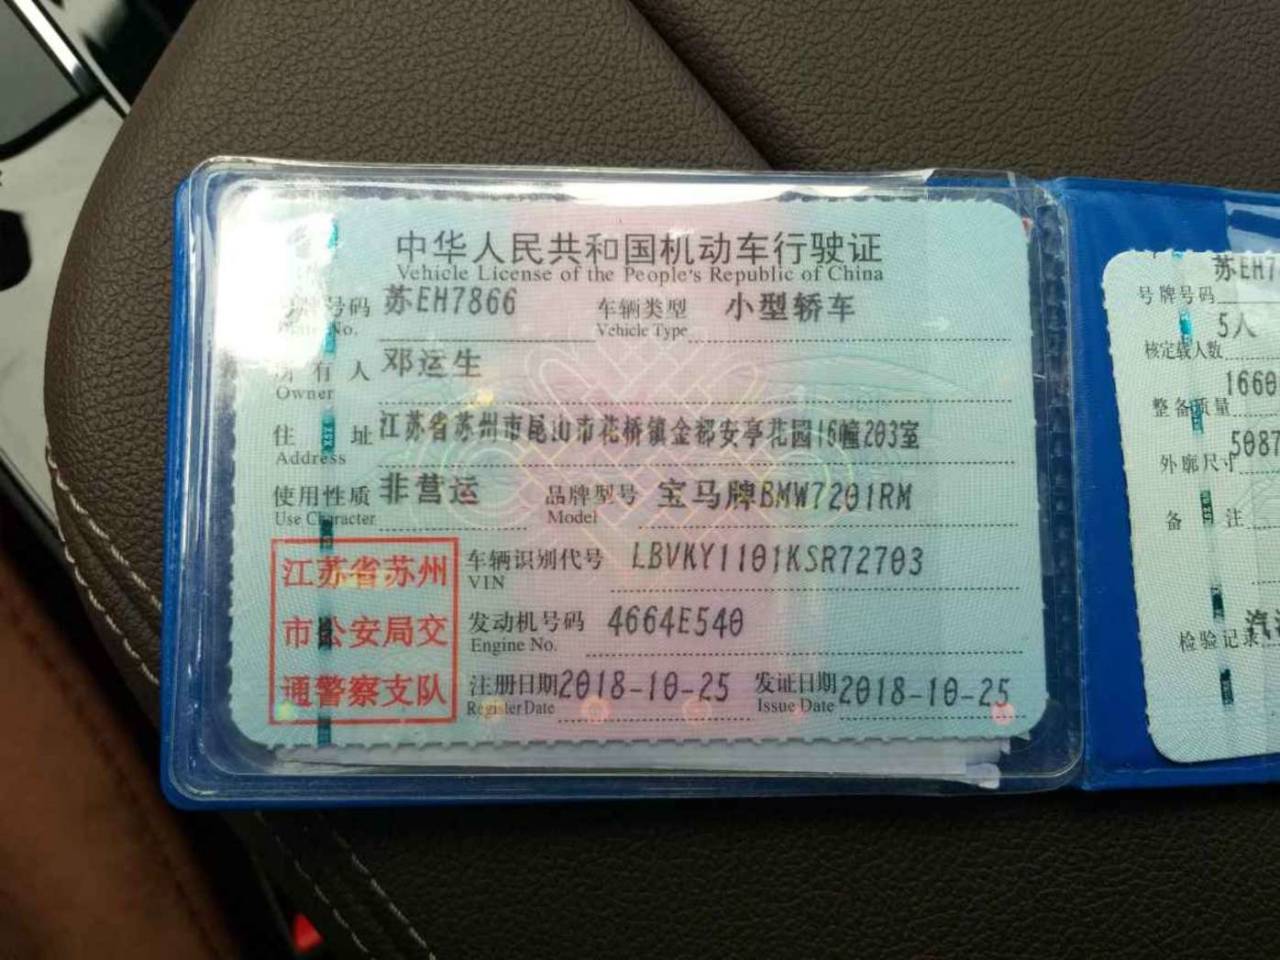 中华人民共和国机动车行驶证
Vehicle License of the People's Republic of China
号码 苏EH7866 车辆类型 小型轿车
Plate No. Vehicle Type
所有人 邓运生
Owner
住址 江苏省苏州市昆山市花桥镇金都安亭花园16幢203室
Address
使用性质 非营运 品牌型号 宝马牌BMW7201RM
Use Character Model
江苏省苏州
市公安局交
通警察支队
车辆识别代号 LBVKY1101KSR72703
VIN
发动机号码 4664E540
Engine No.
注册日期 2018-10-25 发证日期 2018-10-25
Register Date Issue Date
号牌号码 苏EH7
核定载人数 5人
整备质量 1660
外廓尺寸 5087
备注
检验记录